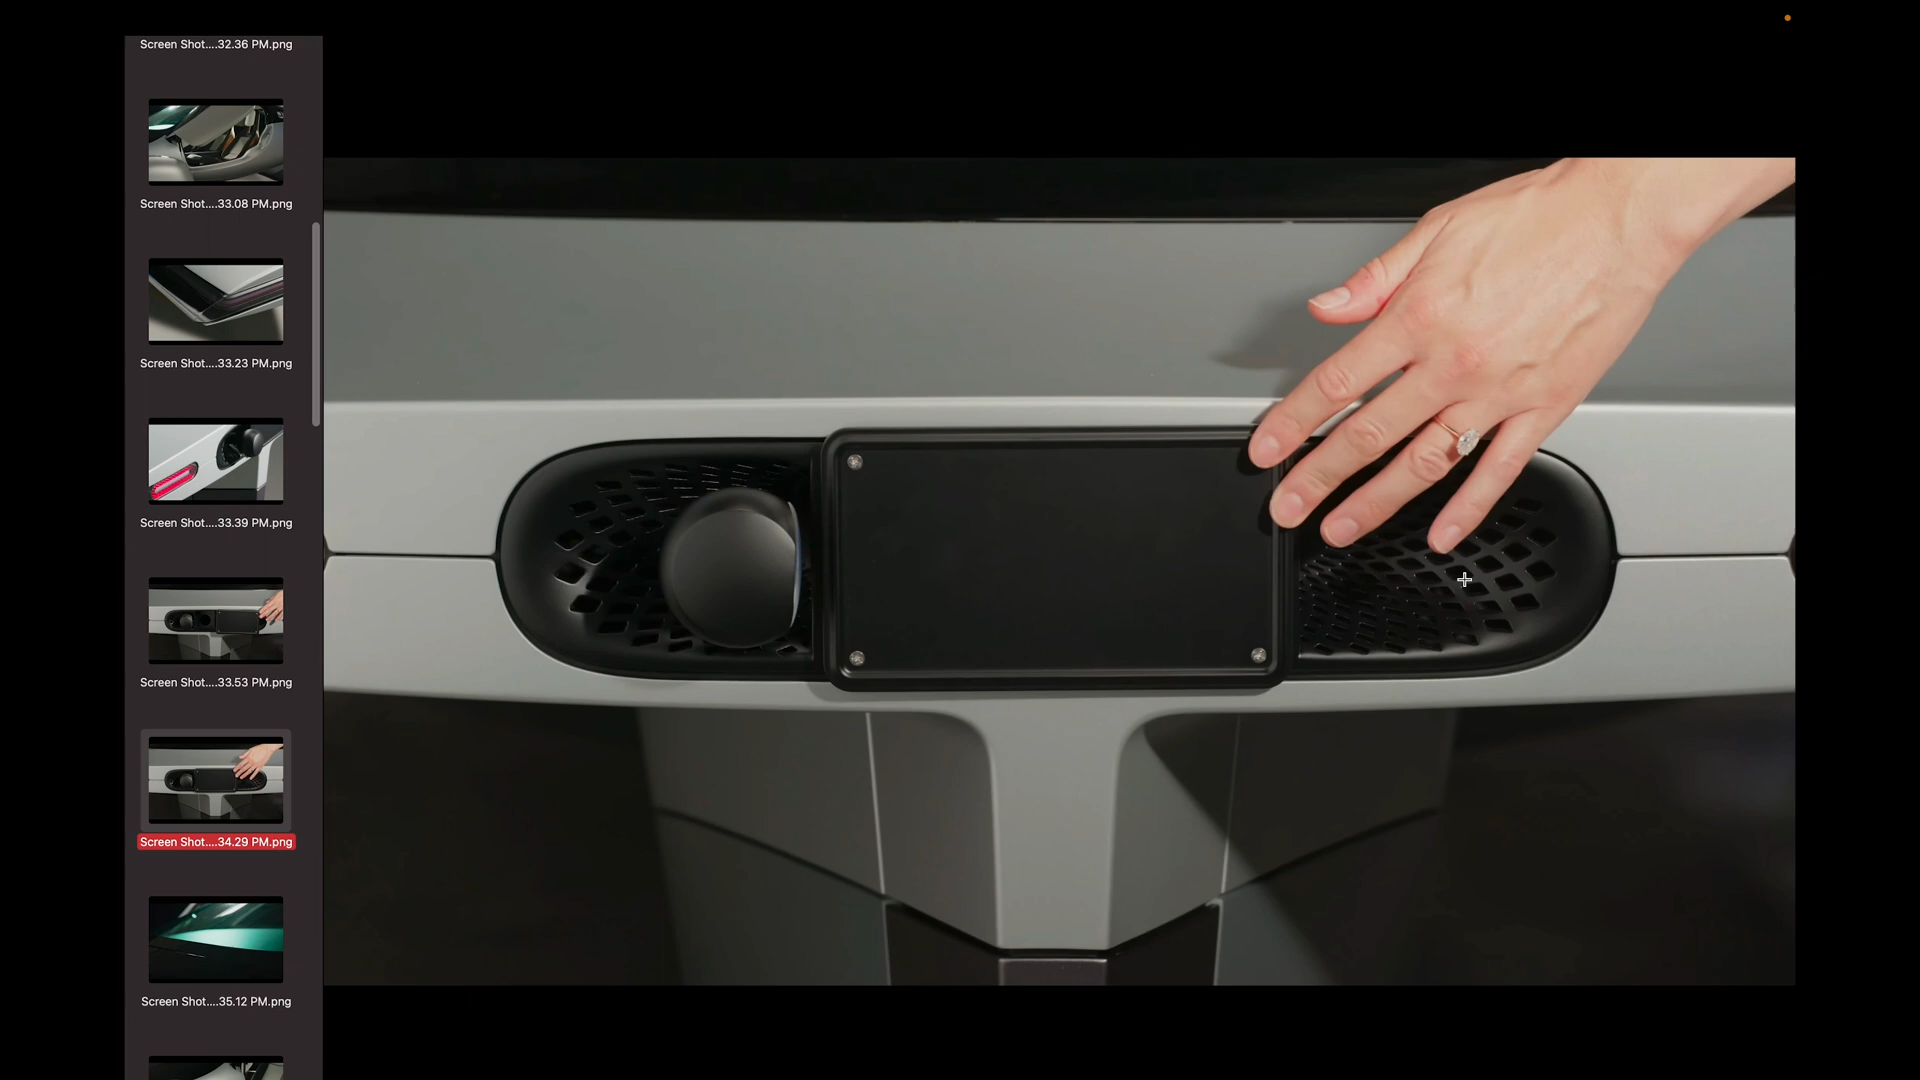 Screen Shot....32.36 PM.png
Screen Shot....33.08 PM.png
Screen Shot....33.23 PM.png
Screen Shot....33.39 PM.png
Screen Shot....33.53 PM.png
Screen Shot....34.29 PM.png
Screen Shot....35.12 PM.png